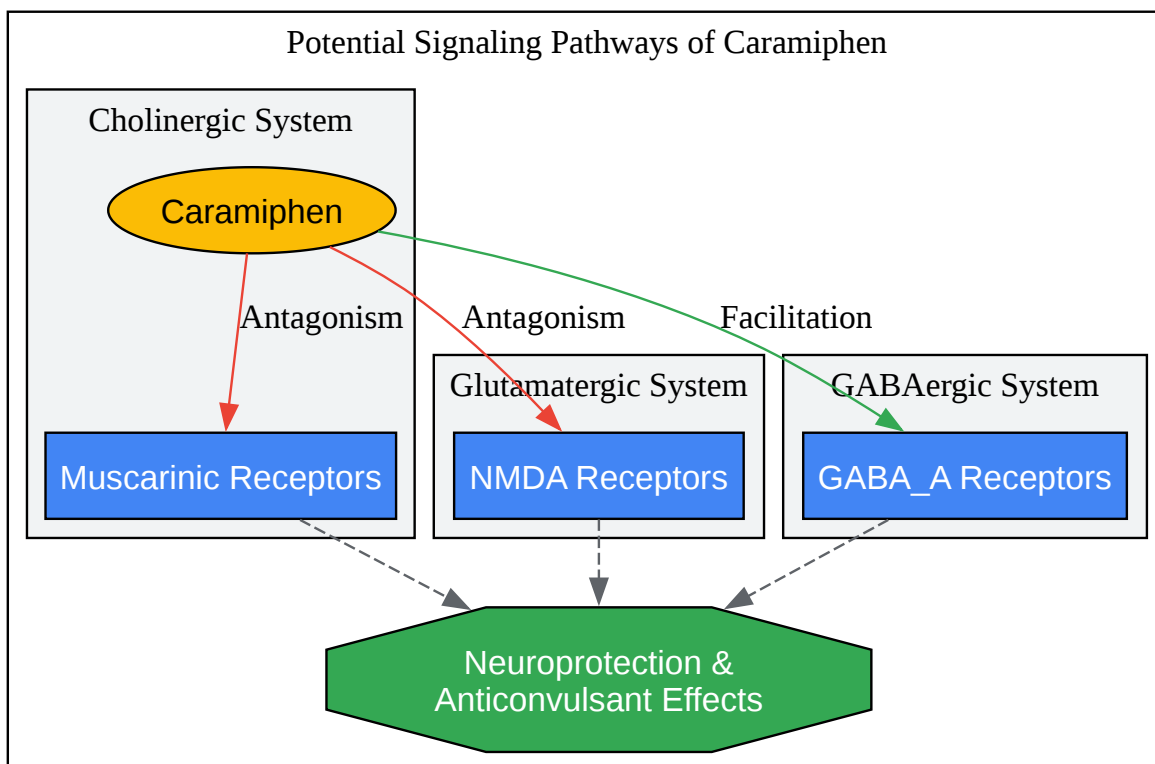 Potential Signaling Pathways of Caramiphen
Cholinergic System
Caramiphen
Antagonism
Antagonism
Facilitation
Glutamatergic System
GABAergic System
Muscarinic Receptors
NMDA Receptors
GABA_A Receptors
Neuroprotection &
Anticonvulsant Effects